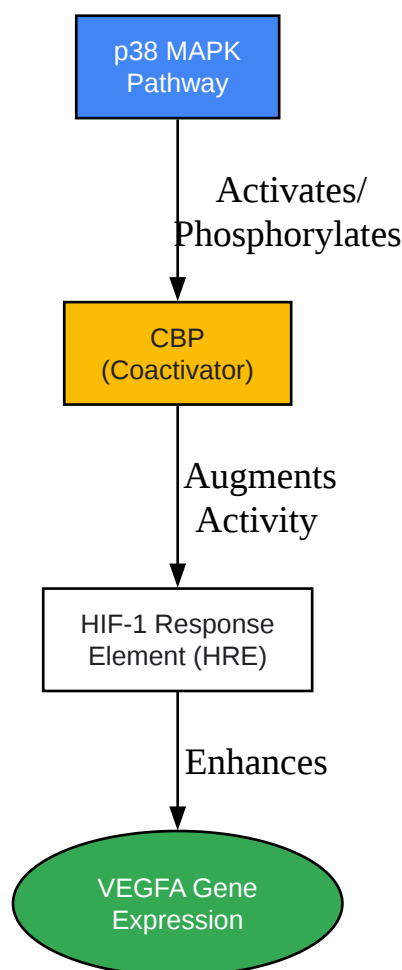 p38 MAPK
Pathway
Activates/
Phosphorylates
CBP
(Coactivator)
Augments
Activity
HIF-1 Response
Element (HRE)
Enhances
VEGFA Gene
Expression